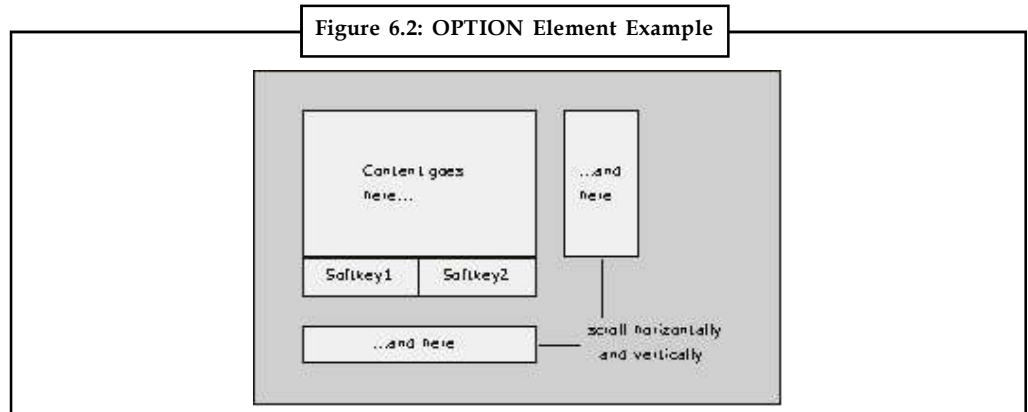 Figure 6.2: OPTION Element Example
Content goes
here...
...and
here
Softkey1
Softkey2
...and here
scroll horizontally
and vertically